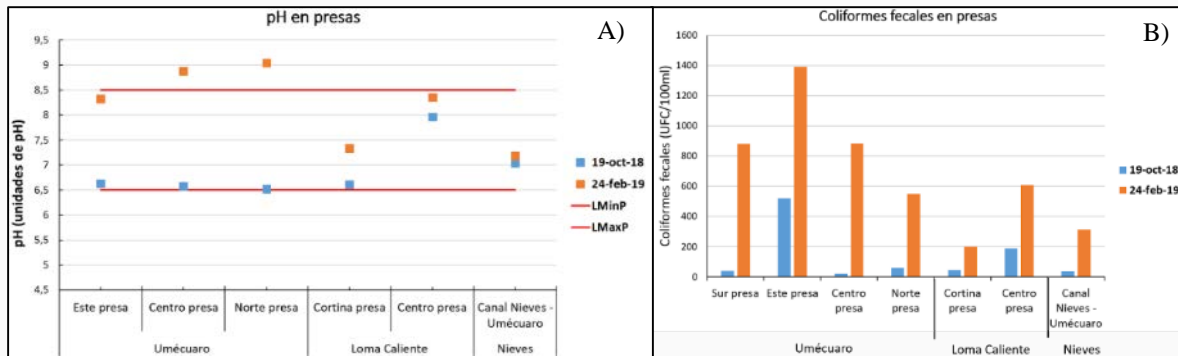 pH en presas
A)
9,5
9
8,5
8
7,5
7
6,5
6
5,5
5
4,5
pH (unidades de pH)
Este presa
Centro presa
Norte presa
Cortina presa
Centro presa
Canal Nieves -
Umécuaro
Umécuaro
Loma Caliente
Nieves
19-oct-18
24-feb-19
LMinP
LMaxP
Coliformes fecales en presas
B)
1600
1400
1200
1000
800
600
400
200
0
Coliformes fecales (UFC/100ml)
Sur presa
Este presa
Centro
presa
Norte
presa
Cortina
presa
Centro
presa
Canal
Nieves -
Umécuaro
Umécuaro
Loma Caliente
Nieves
19-oct-18
24-feb-19